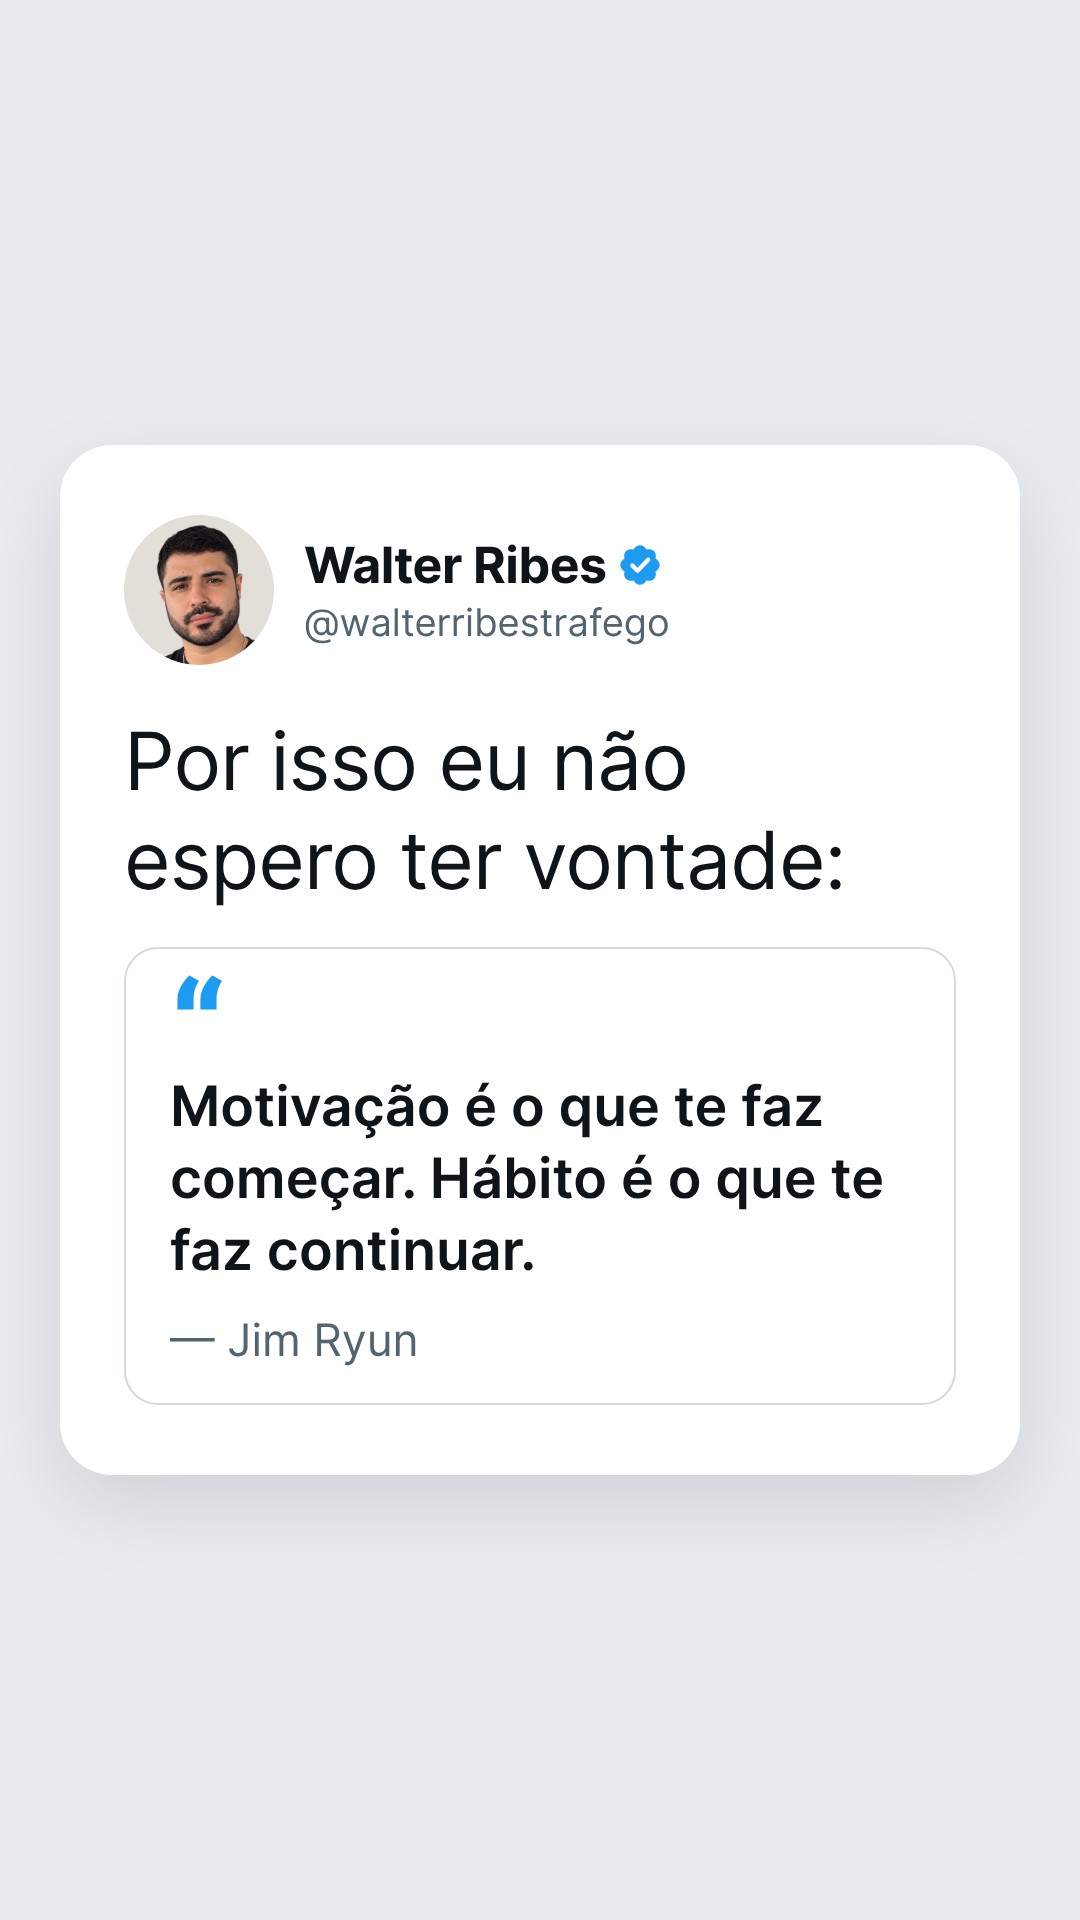 Walter Ribes
@walterribestrafego
Por isso eu não
espero ter vontade:
“
Motivação é o que te faz
começar. Hábito é o que te
faz continuar.
— Jim Ryun